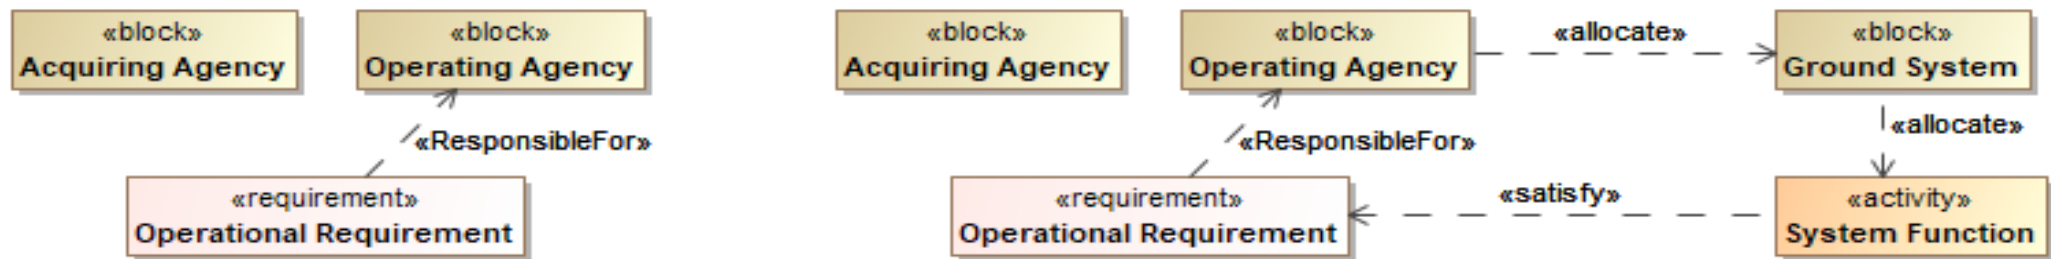 «block»
Acquiring Agency
«block»
Operating Agency
«ResponsibleFor»
«requirement»
Operational Requirement
«block»
Acquiring Agency
«block»
Operating Agency
«allocate»
«block»
Ground System
«ResponsibleFor»
«allocate»
«requirement»
Operational Requirement
«satisfy»
«activity»
System Function